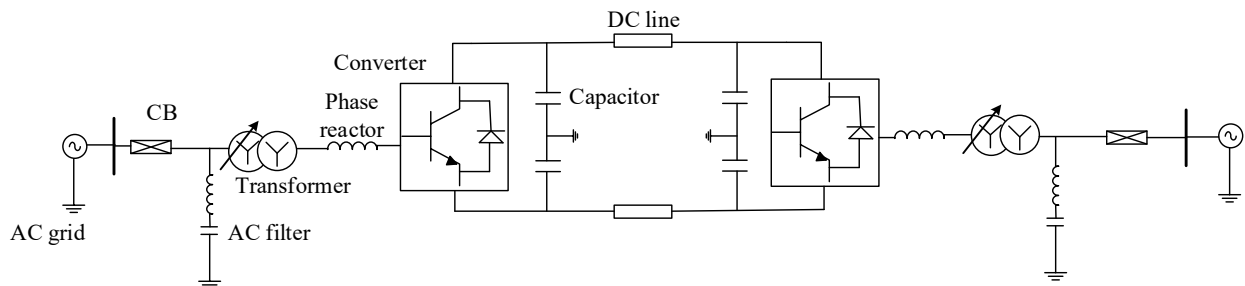 DC line
Converter
Capacitor
Phase
reactor
CB
Transformer
AC grid
AC filter